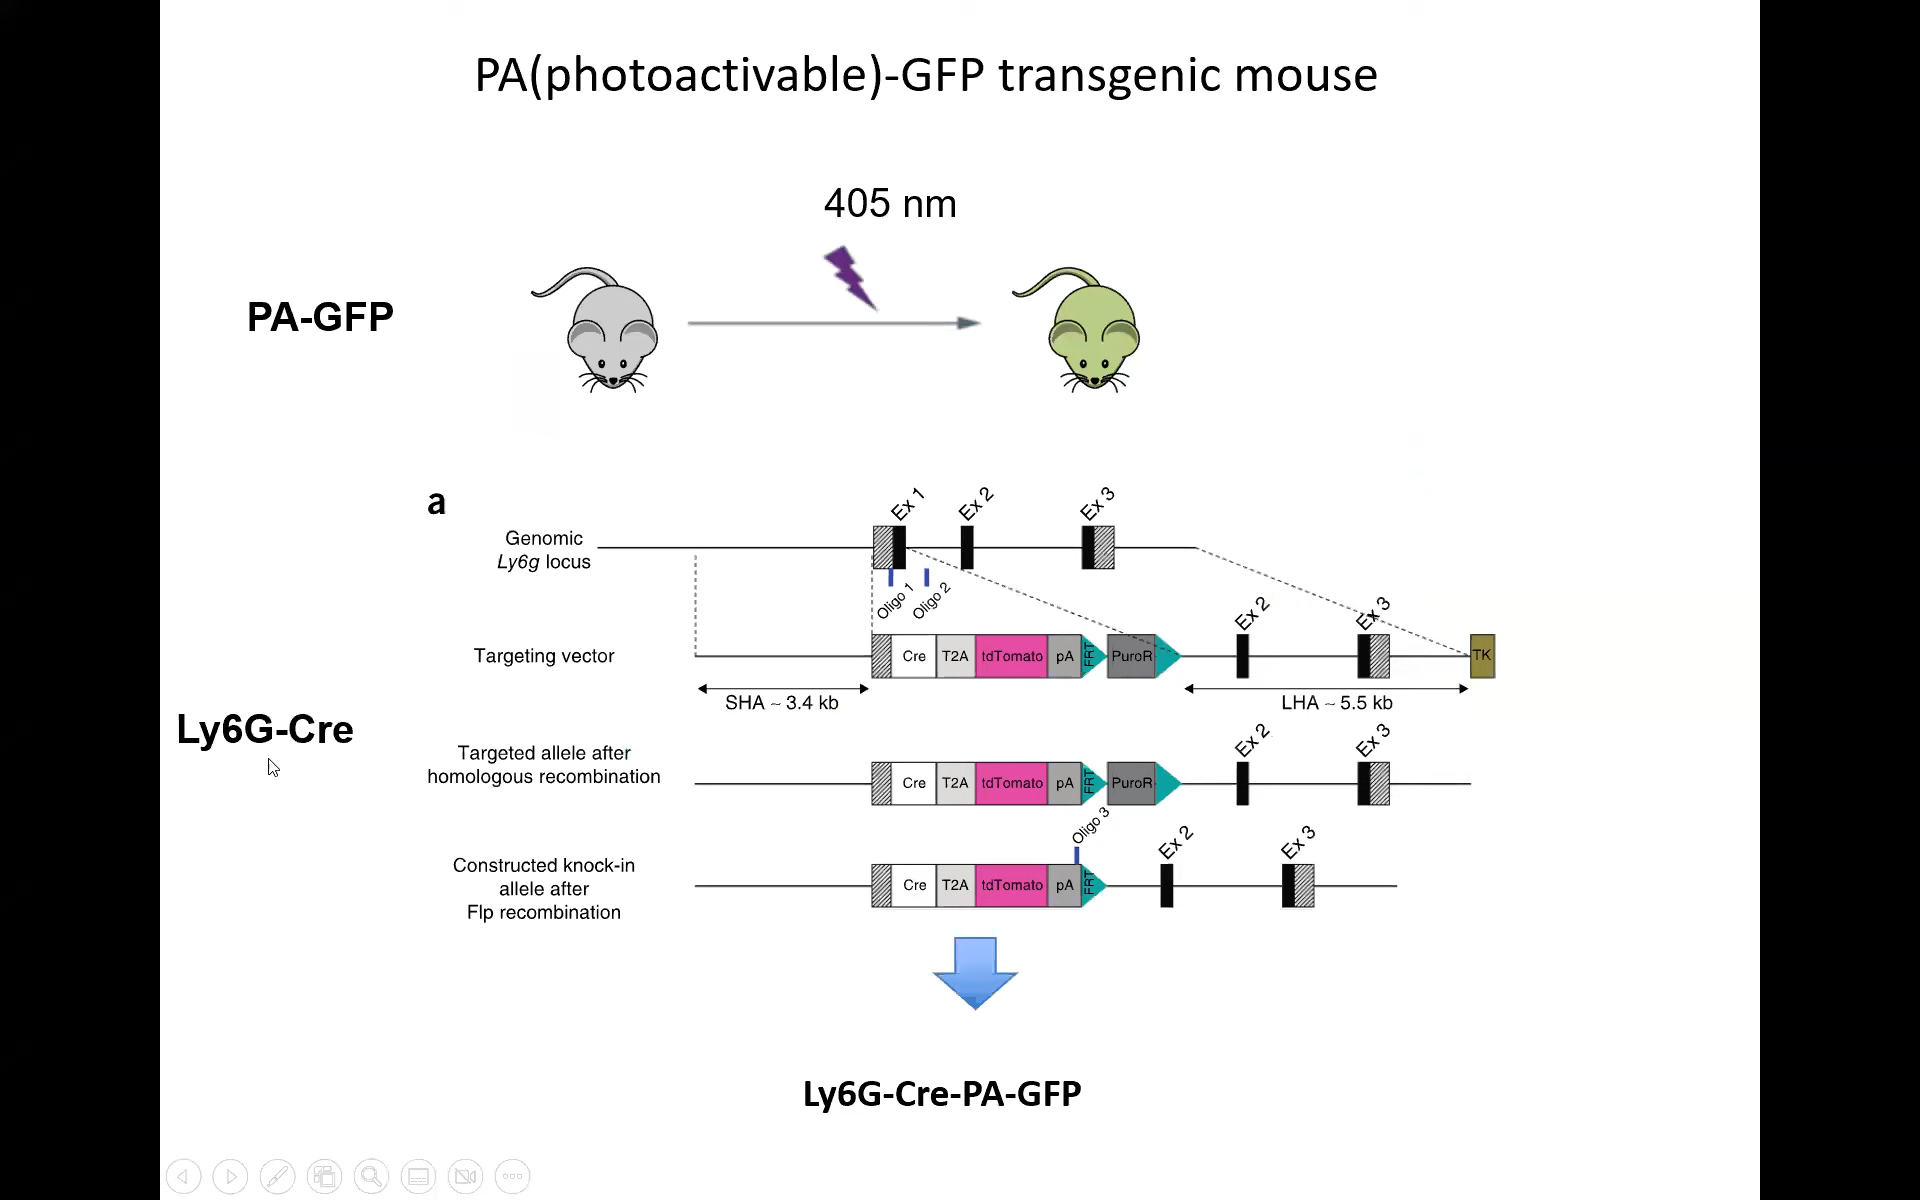 PA(photoactivable)-GFP transgenic mouse
405 nm
PA-GFP
a
Ex 1
Ex 2
Ex 3
Genomic
Ly6g locus
Oligo 1
Oligo 2
Ex 2
Ex 3
Targeting vector
Cre T2A tdTomato pA FRT PuroR TK
SHA ~ 3.4 kb
LHA ~ 5.5 kb
Ly6G-Cre
Ex 2
Ex 3
Targeted allele after
homologous recombination
Cre T2A tdTomato pA FRT PuroR
Oligo 3
Ex 2
Ex 3
Constructed knock-in
allele after
Flp recombination
Cre T2A tdTomato pA FRT
Ly6G-Cre-PA-GFP